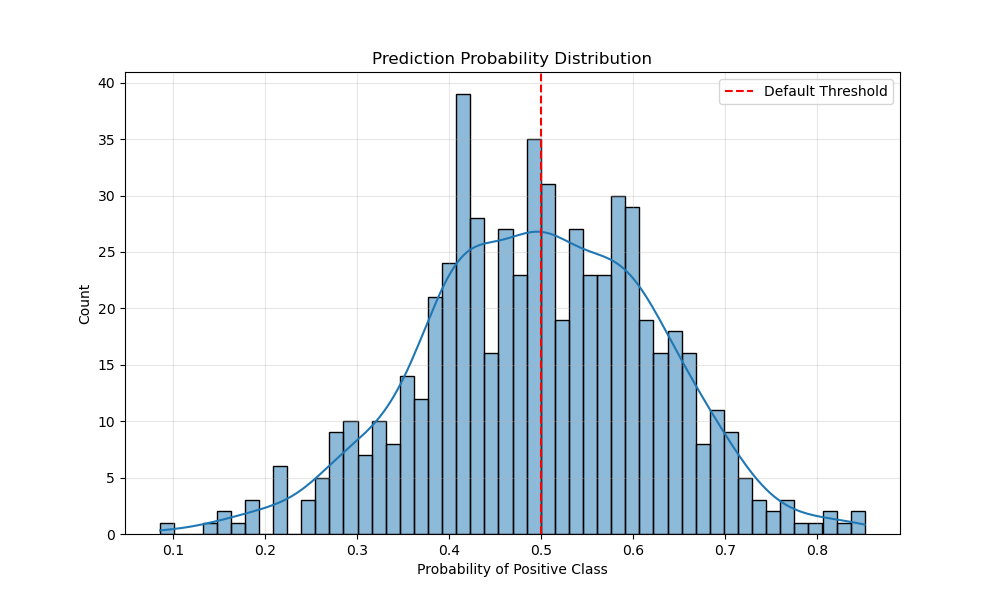 Prediction Probability Distribution
Default Threshold
40
35
30
25
20
15
10
5
0
Count
0.1 0.2 0.3 0.4 0.5 0.6 0.7 0.8
Probability of Positive Class